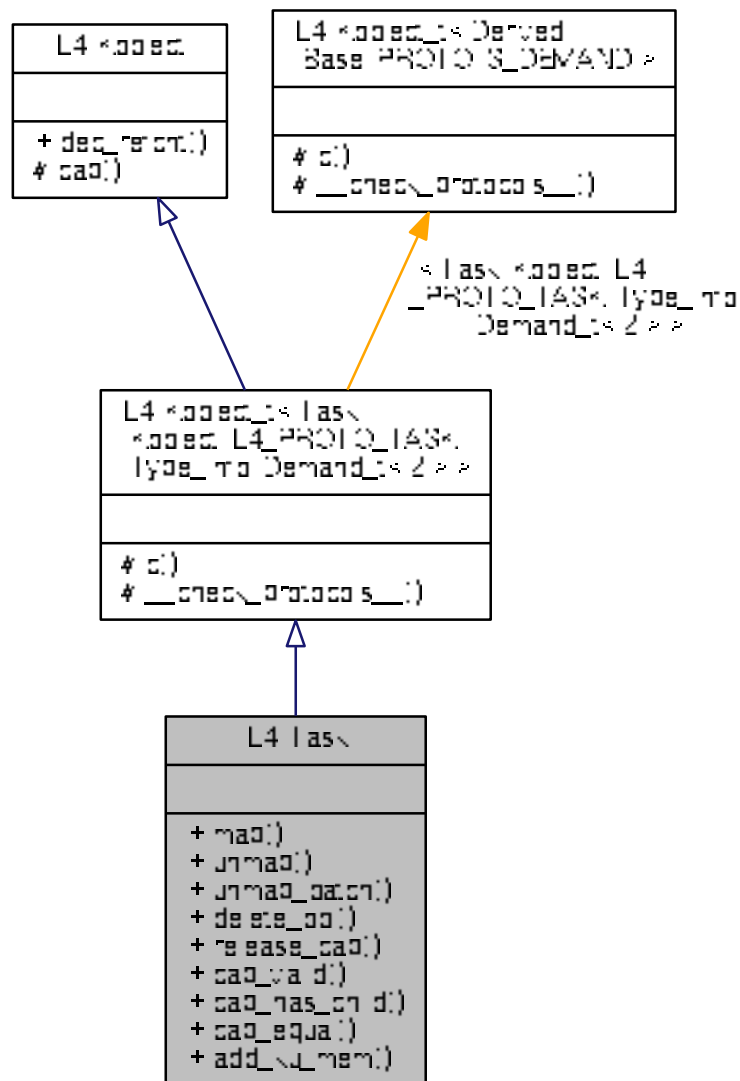 L4::Kobject
+ dec_refcnt()
# cap()
L4::Kobject_t< Derived,
Base, PROTO, S_DEMAND >
# c()
# __check_protocols__()
< Task, Kobject, L4
_PROTO_TASK, Type_info
::Demand_t< 2 > >
L4::Kobject_t< Task,
Kobject, L4_PROTO_TASK,
Type_info::Demand_t< 2 > >
# c()
# __check_protocols__()
L4::Task
+ map()
+ unmap()
+ unmap_batch()
+ delete_obj()
+ release_cap()
+ cap_valid()
+ cap_has_child()
+ cap_equal()
+ add_ku_mem()